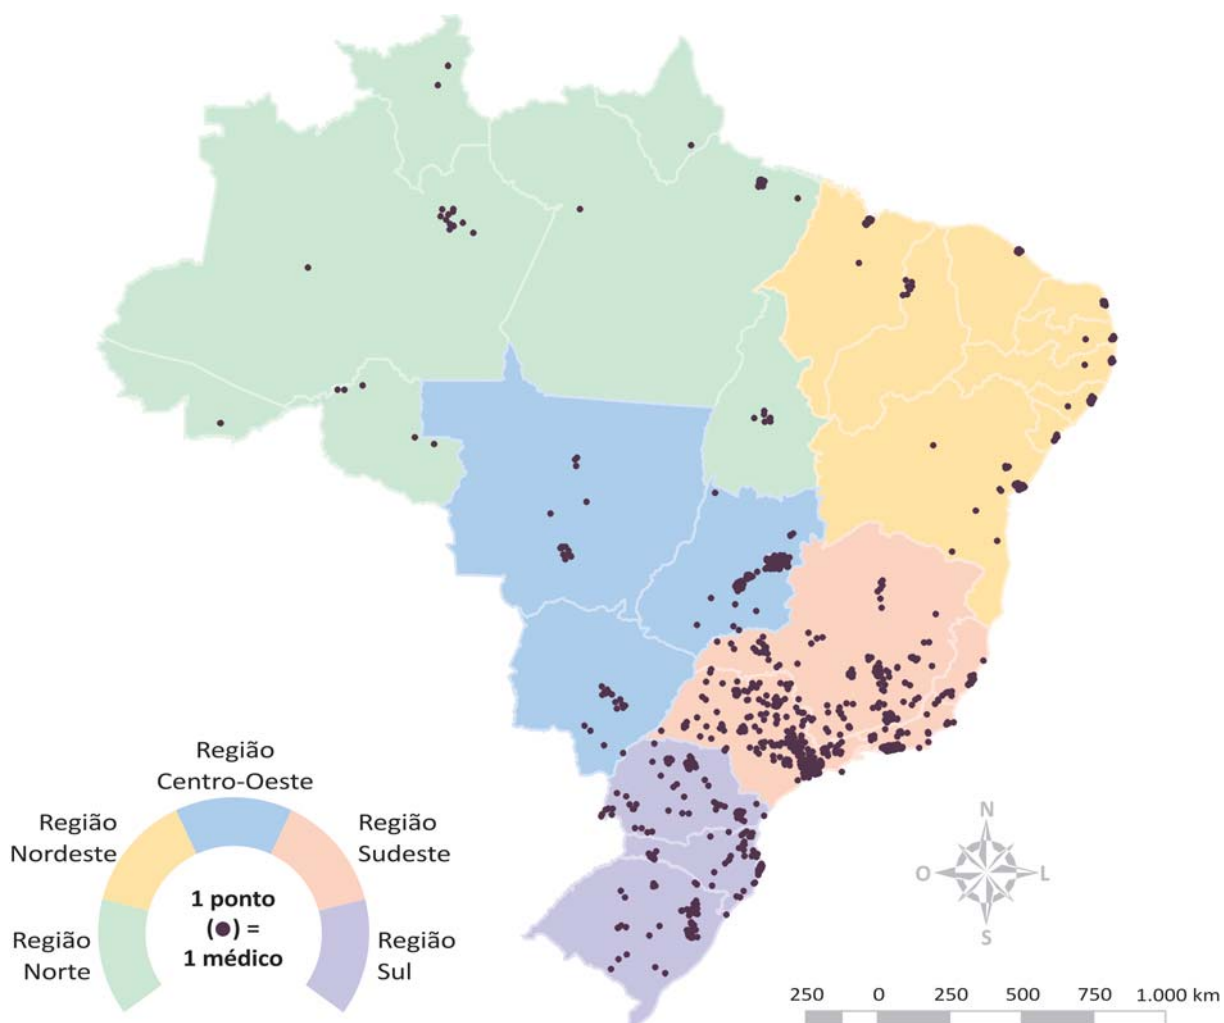 Região
Centro-Oeste
Região
Nordeste
Região
Sudeste
1 ponto
(●) =
1 médico
Região
Norte
Região
Sul
N
O
L
S
250 0 250 500 750 1.000 km